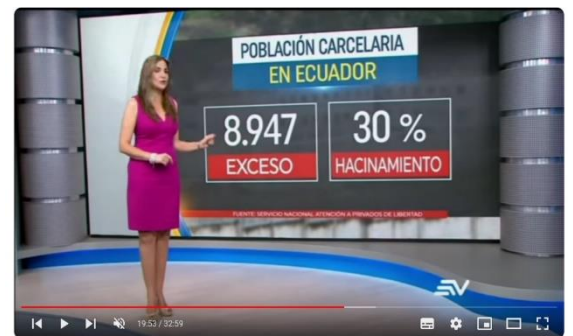 POBLACIÓN CARCELARIA
EN ECUADOR
8.947
EXCESO
30 %
HACINAMIENTO
FUENTE: SERVICIO NACIONAL ATENCIÓN A PRIVADOS DE LIBERTAD
19:53 / 32:59